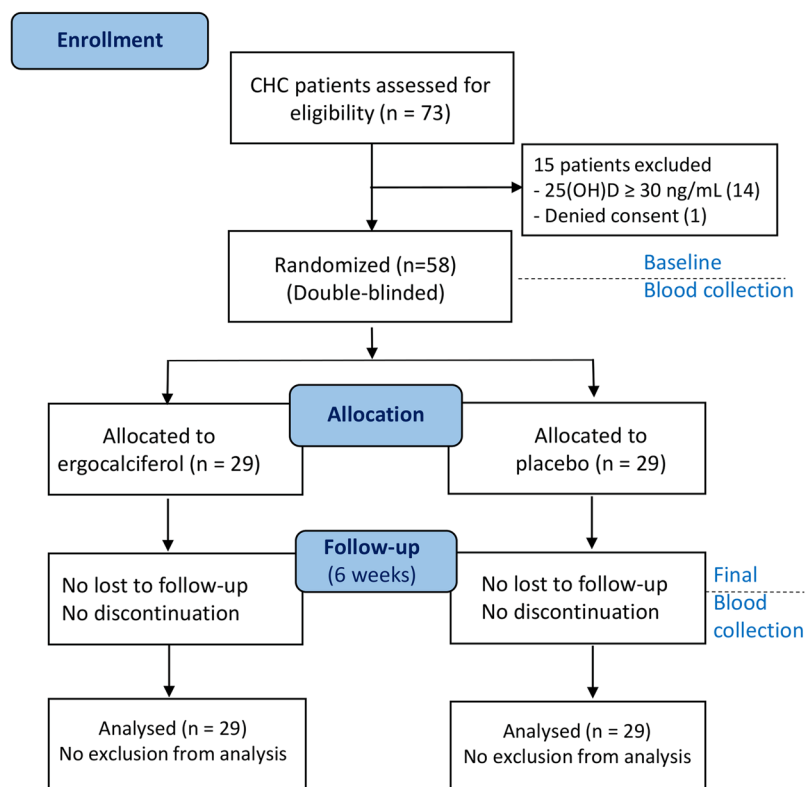 Enrollment
CHC patients assessed for
eligibility (n = 73)
15 patients excluded
- 25(OH)D ≥ 30 ng/mL (14)
- Denied consent (1)
Randomized (n=58)
(Double-blinded)
Baseline
Blood collection
Allocation
Allocated to
ergocalciferol (n = 29)
Allocated to
placebo (n = 29)
Follow-up
(6 weeks)
No lost to follow-up
No discontinuation
No lost to follow-up
No discontinuation
Final
Blood
collection
Analysed (n = 29)
No exclusion from analysis
Analysed (n = 29)
No exclusion from analysis